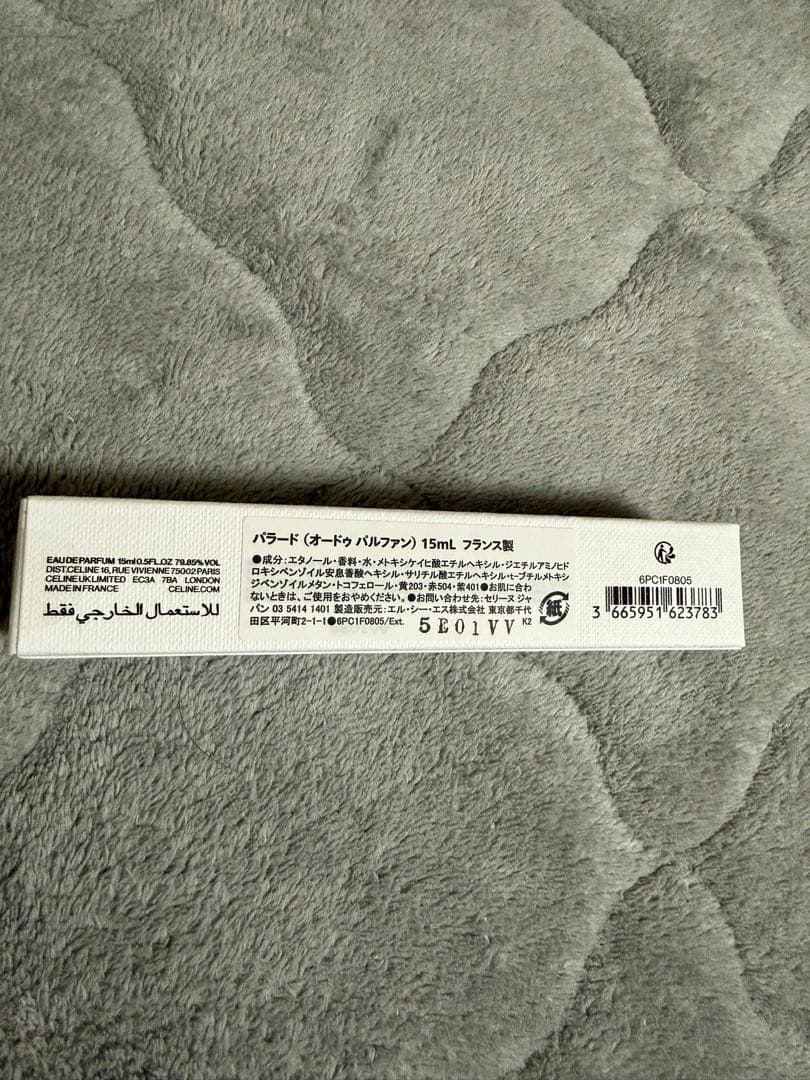 EAU DE PARFUM 15ml 0.5FL.OZ 79.85% VOL
DIST.CELINE 16, RUE VIVIENNE 75002 PARIS
CELINE UK LIMITED EC3A 7BA LONDON
MADE IN FRANCE CELINE.COM
للاستعمال الخارجي فقط
パラード (オードゥ パルファン) 15mL フランス製
●成分:エタノール・香料・水・メトキシケイヒ酸エチルヘキシル・ジエチルアミノヒド
ロキシベンゾイル安息香酸ヘキシル・サリチル酸エチルヘキシル・t-ブチルメトキシ
ジベンゾイルメタン・トコフェロール・黄203・赤504・紫401●お肌に合わ
ないときは、ご使用をおやめください。●お問い合わせ先:セリーヌ ジャ
パン 03 5414 1401 製造販売元:エル・シー・エス株式会社 東京都千代
田区平河町2-1-1●6PC1F0805/Ext.
5E01VV
K2
紙
6PC1F0805
3 665951 623783